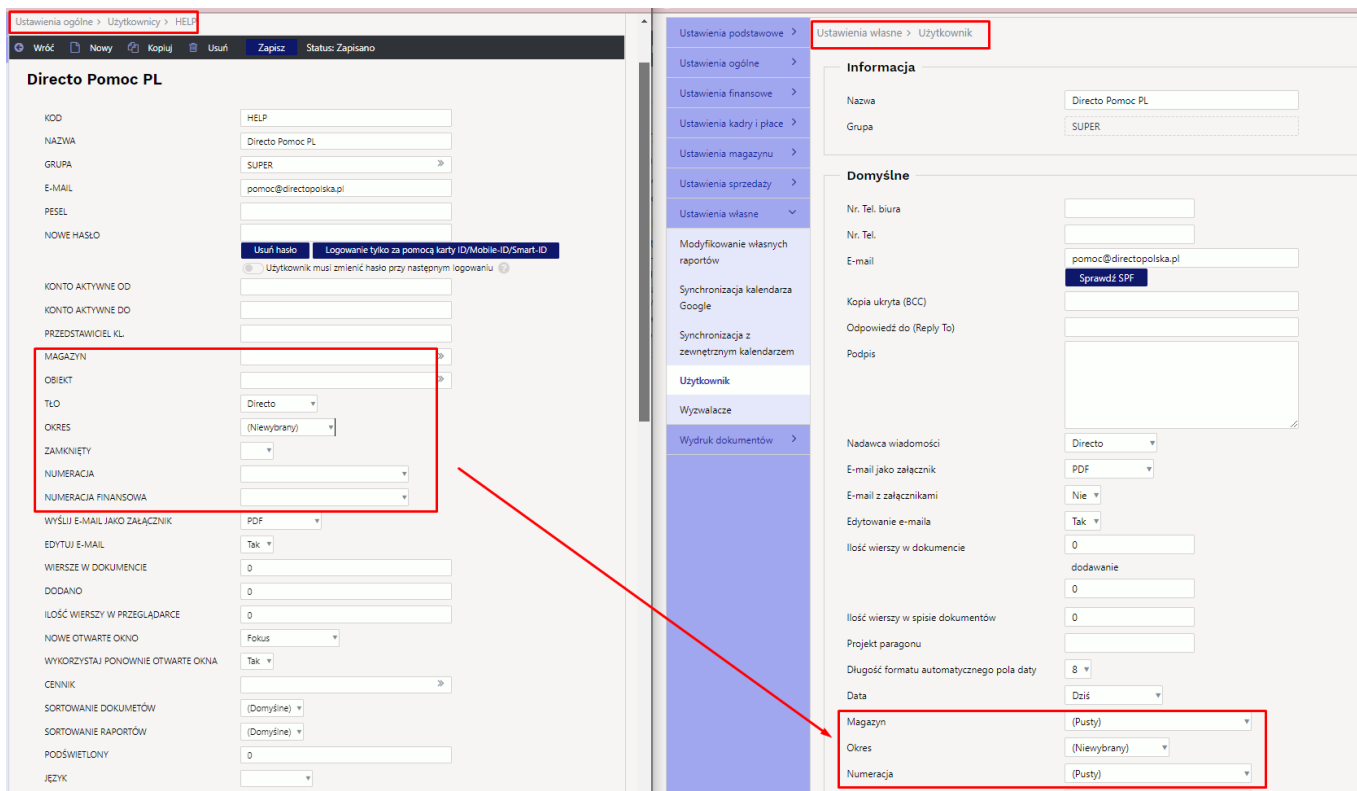 Ustawienia ogólne > Użytkownicy > HELP
Wróć Nowy Kopiuj Usuń Zapisz Status: Zapisano
Directo Pomoc PL
KOD HELP
NAZWA Directo Pomoc PL
GRUPA SUPER
E-MAIL pomoc@directopolska.pl
PESEL
NOWE HASŁO
Usuń hasło Logowanie tylko za pomocą karty ID/Mobile-ID/Smart-ID
Użytkownik musi zmienić hasło przy następnym logowaniu ?
KONTO AKTYWNE OD
KONTO AKTYWNE DO
PRZEDSTAWICIEL KL.
MAGAZYN
OBIEKT
TŁO Directo
OKRES (Niewybrany)
ZAMKNIĘTY
NUMERACJA
NUMERACJA FINANSOWA
WYŚLIJ E-MAIL JAKO ZAŁĄCZNIK PDF
EDYTUJ E-MAIL Tak
WIERSZE W DOKUMENCIE 0
DODANO 0
ILOŚĆ WIERSZY W PRZEGLĄDARCE 0
NOWE OTWARTE OKNO Fokus
WYKORZYSTAJ PONOWNIE OTWARTE OKNA Tak
CENNIK
SORTOWANIE DOKUMETÓW (Domyślne)
SORTOWANIE RAPORTÓW (Domyślne)
PODŚWIETLONY 0
JĘZYK
Ustawienia podstawowe >
Ustawienia ogólne >
Ustawienia finansowe >
Ustawienia kadry i płace >
Ustawienia magazynu >
Ustawienia sprzedaży >
Ustawienia własne
Modyfikowanie własnych
raportów
Synchronizacja kalendarza
Google
Synchronizacja z
zewnętrznym kalendarzem
Użytkownik
Wyzwalacze
Wydruk dokumentów >
Ustawienia własne > Użytkownik
Informacja
Nazwa Directo Pomoc PL
Grupa SUPER
Domyślne
Nr. Tel. biura
Nr. Tel.
E-mail pomoc@directopolska.pl
Sprawdź SPF
Kopia ukryta (BCC)
Odpowiedź do (Reply To)
Podpis
Nadawca wiadomości Directo
E-mail jako załącznik PDF
E-mail z załącznikami Nie
Edytowanie e-maila Tak
Ilość wierszy w dokumencie 0
dodawanie
0
Ilość wierszy w spisie dokumentów 0
Projekt paragonu
Długość formatu automatycznego pola daty 8
Data Dziś
Magazyn (Pusty)
Okres (Niewybrany)
Numeracja (Pusty)